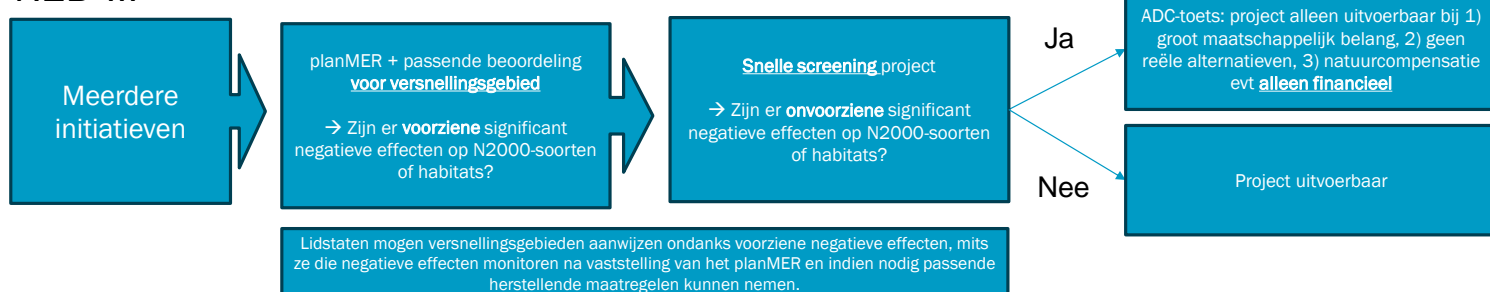 Meerdere
initiatieven
planMER + passende beoordeling
voor versnellingsgebied
→ Zijn er voorziene significant
negatieve effecten op N2000-soorten
of habitats?
Snelle screening project
→ Zijn er onvoorziene significant
negatieve effecten op N2000-soorten
of habitats?
Ja
ADC-toets: project alleen uitvoerbaar bij 1)
groot maatschappelijk belang, 2) geen
reële alternatieven, 3) natuurcompensatie
evt alleen financieel
Nee
Project uitvoerbaar
Lidstaten mogen versnellingsgebieden aanwijzen ondanks voorziene negatieve effecten, mits
ze die negatieve effecten monitoren na vaststelling van het planMER en indien nodig passende
herstellende maatregelen kunnen nemen.